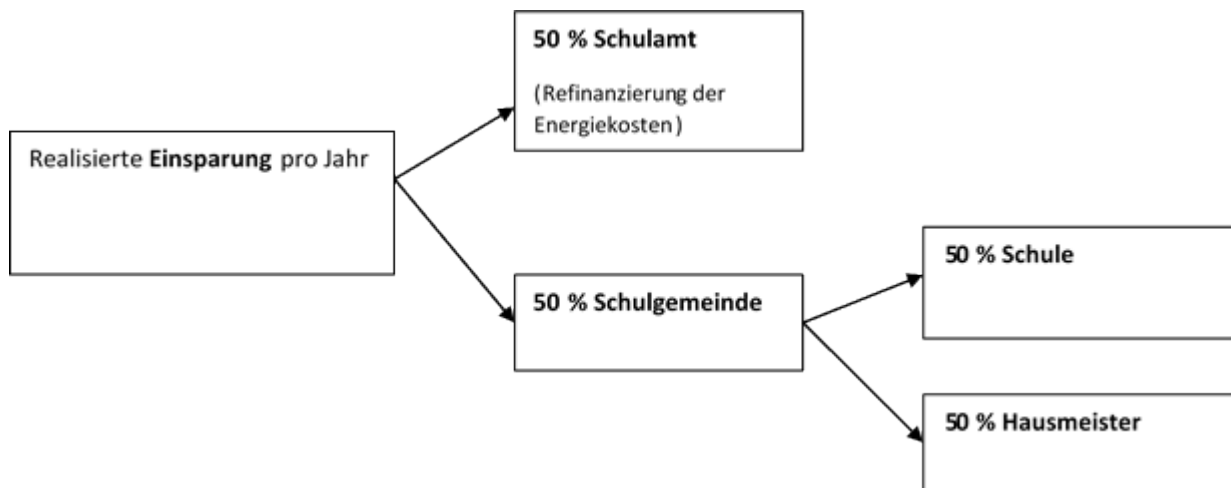 50 % Schulamt
(Refinanzierung der
Energiekosten)
Realisierte Einsparung pro Jahr
50 % Schulgemeinde
50 % Schule
50 % Hausmeister